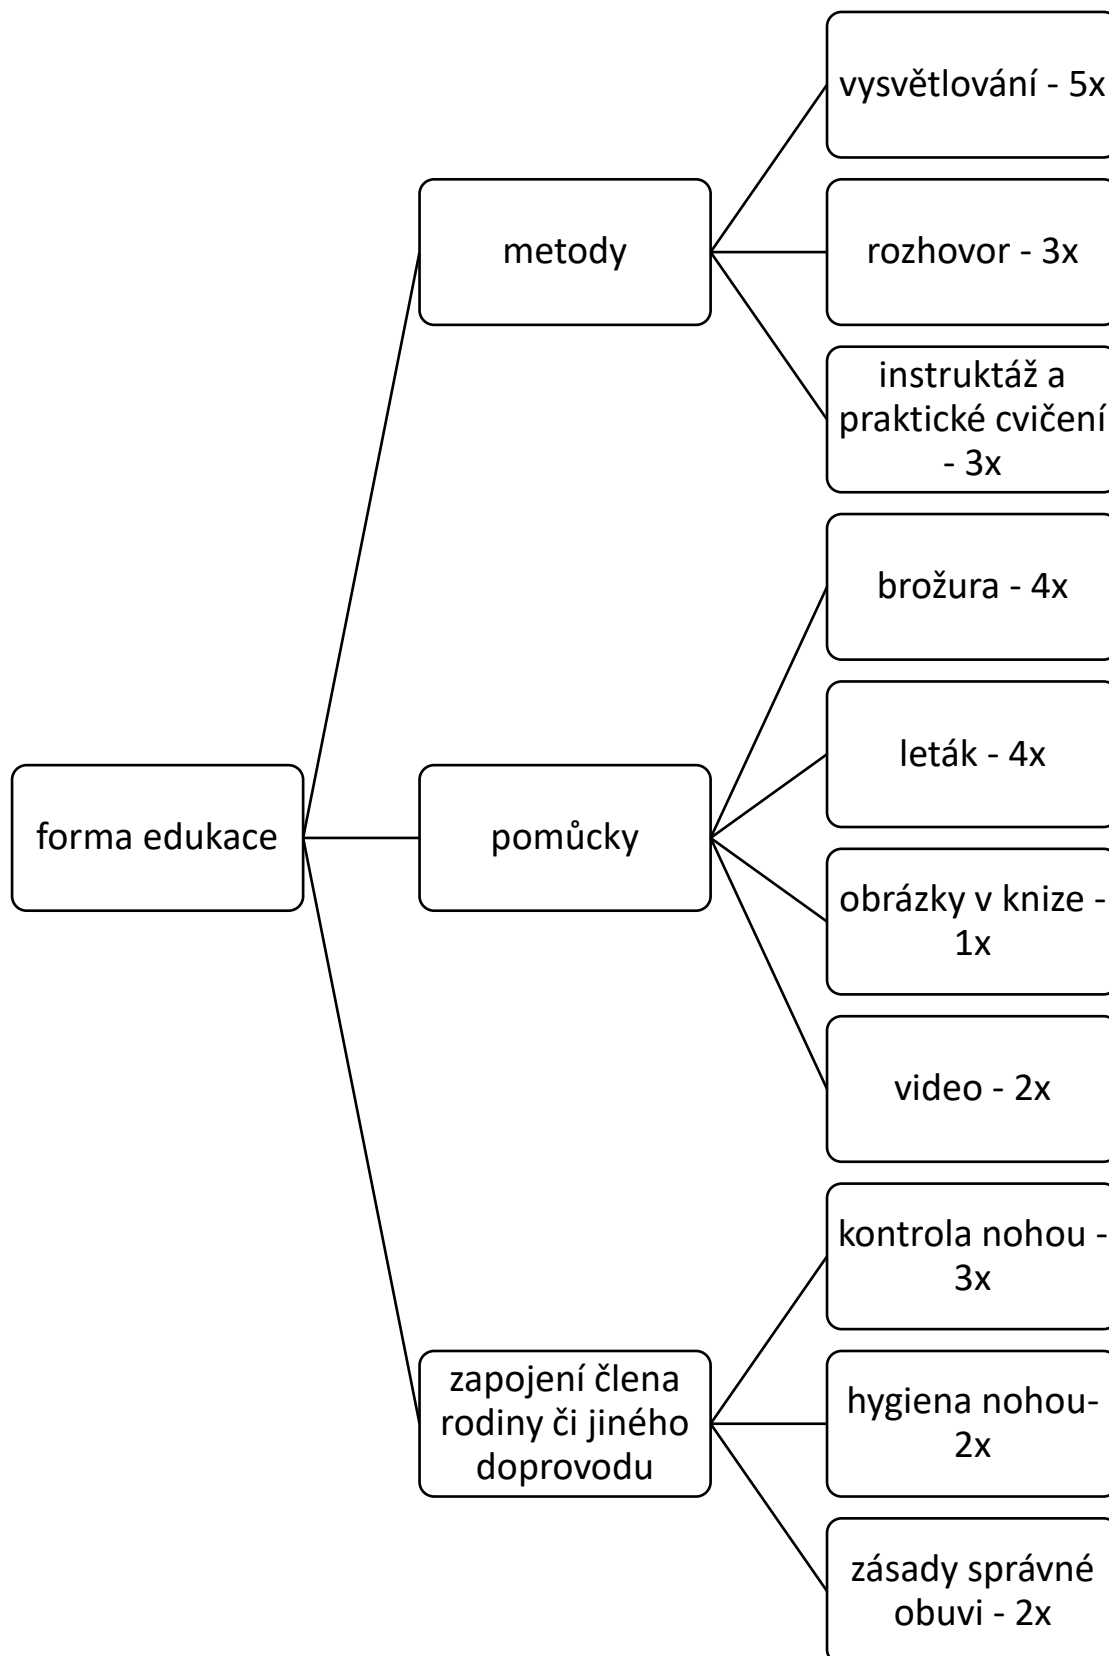 vysvětlování - 5x
metody
rozhovor - 3x
instruktáž a
praktické cvičení
- 3x
brožura - 4x
leták - 4x
forma edukace
pomůcky
obrázky v knize -
1x
video - 2x
kontrola nohou -
3x
zapojení člena
rodiny či jiného
doprovodu
hygiena nohou-
2x
zásady správné
obuvi - 2x